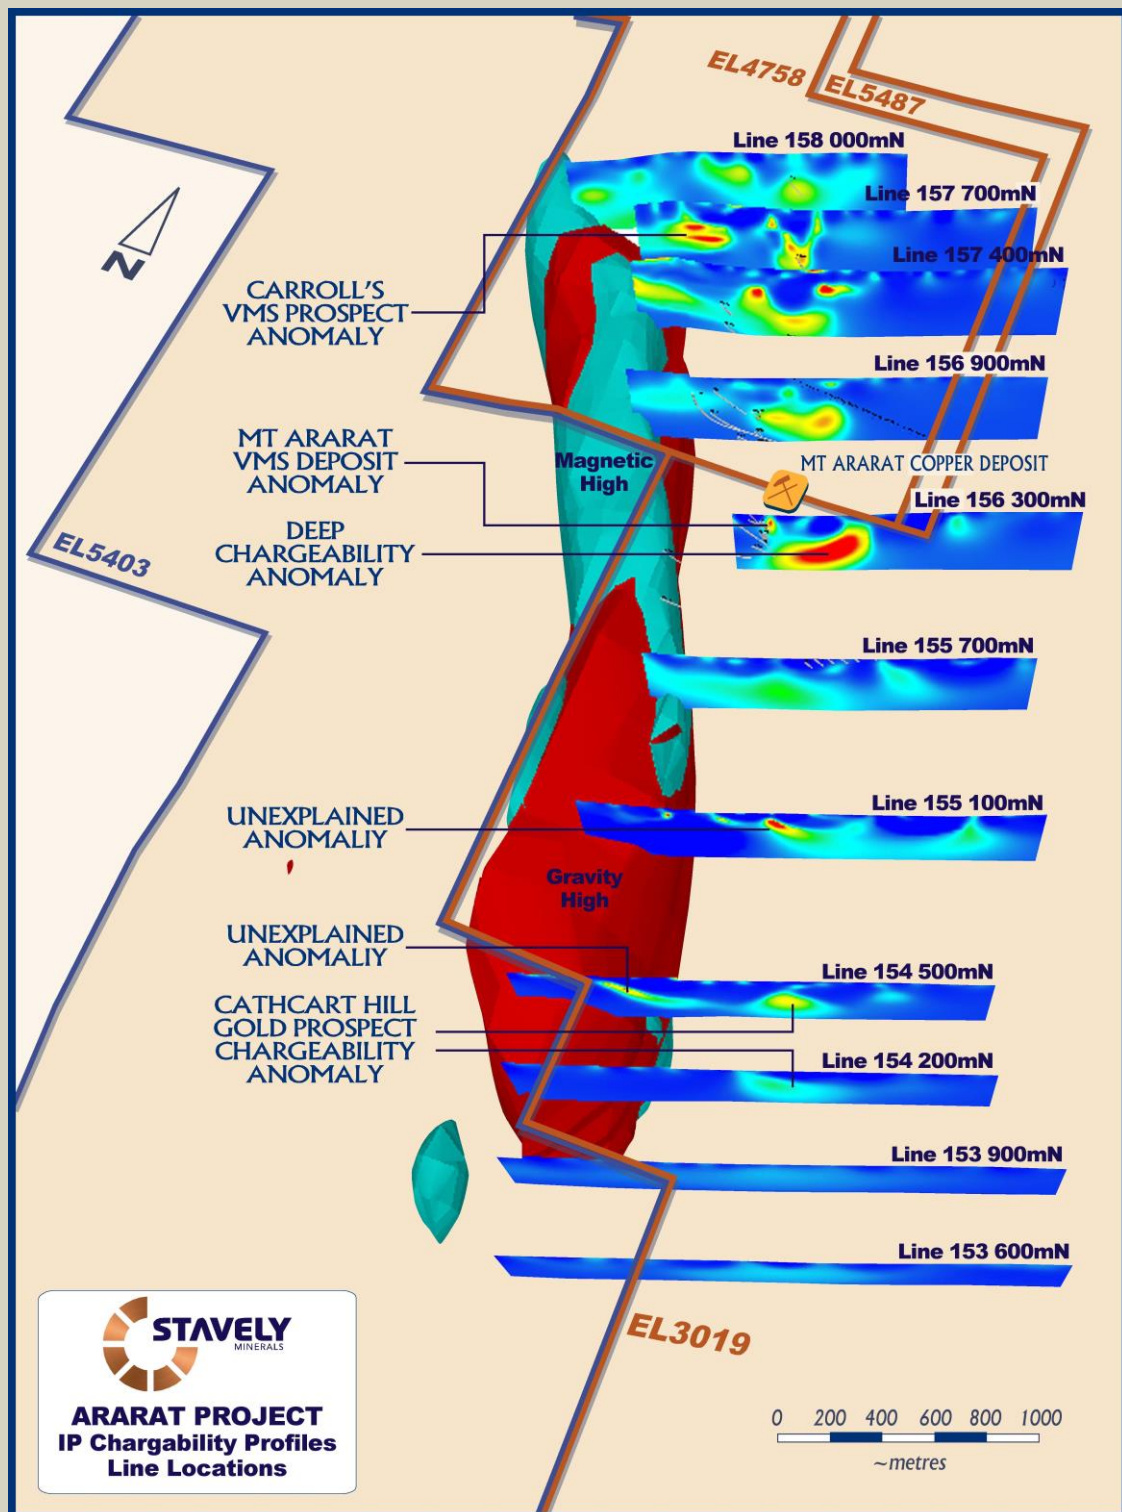 EL4758
EL5487
Line 158 000mN
Line 157 700mN
Line 157 400mN
N
CARROLL'S
VMS PROSPECT
ANOMALY
Line 156 900mN
MT ARARAT
VMS DEPOSIT
ANOMALY
Magnetic
High
MT ARARAT COPPER DEPOSIT
Line 156 300mN
DEEP
CHARGEABILITY
ANOMALY
EL5403
Line 155 700mN
Line 155 100mN
UNEXPLAINED
ANOMALIY
Gravity
High
UNEXPLAINED
ANOMALIY
Line 154 500mN
CATHCART HILL
GOLD PROSPECT
CHARGEABILITY
ANOMALY
Line 154 200mN
Line 153 900mN
Line 153 600mN
EL3019
STAVELY
MINERALS
ARARAT PROJECT
IP Chargability Profiles
Line Locations
0 200 400 600 800 1000
~metres